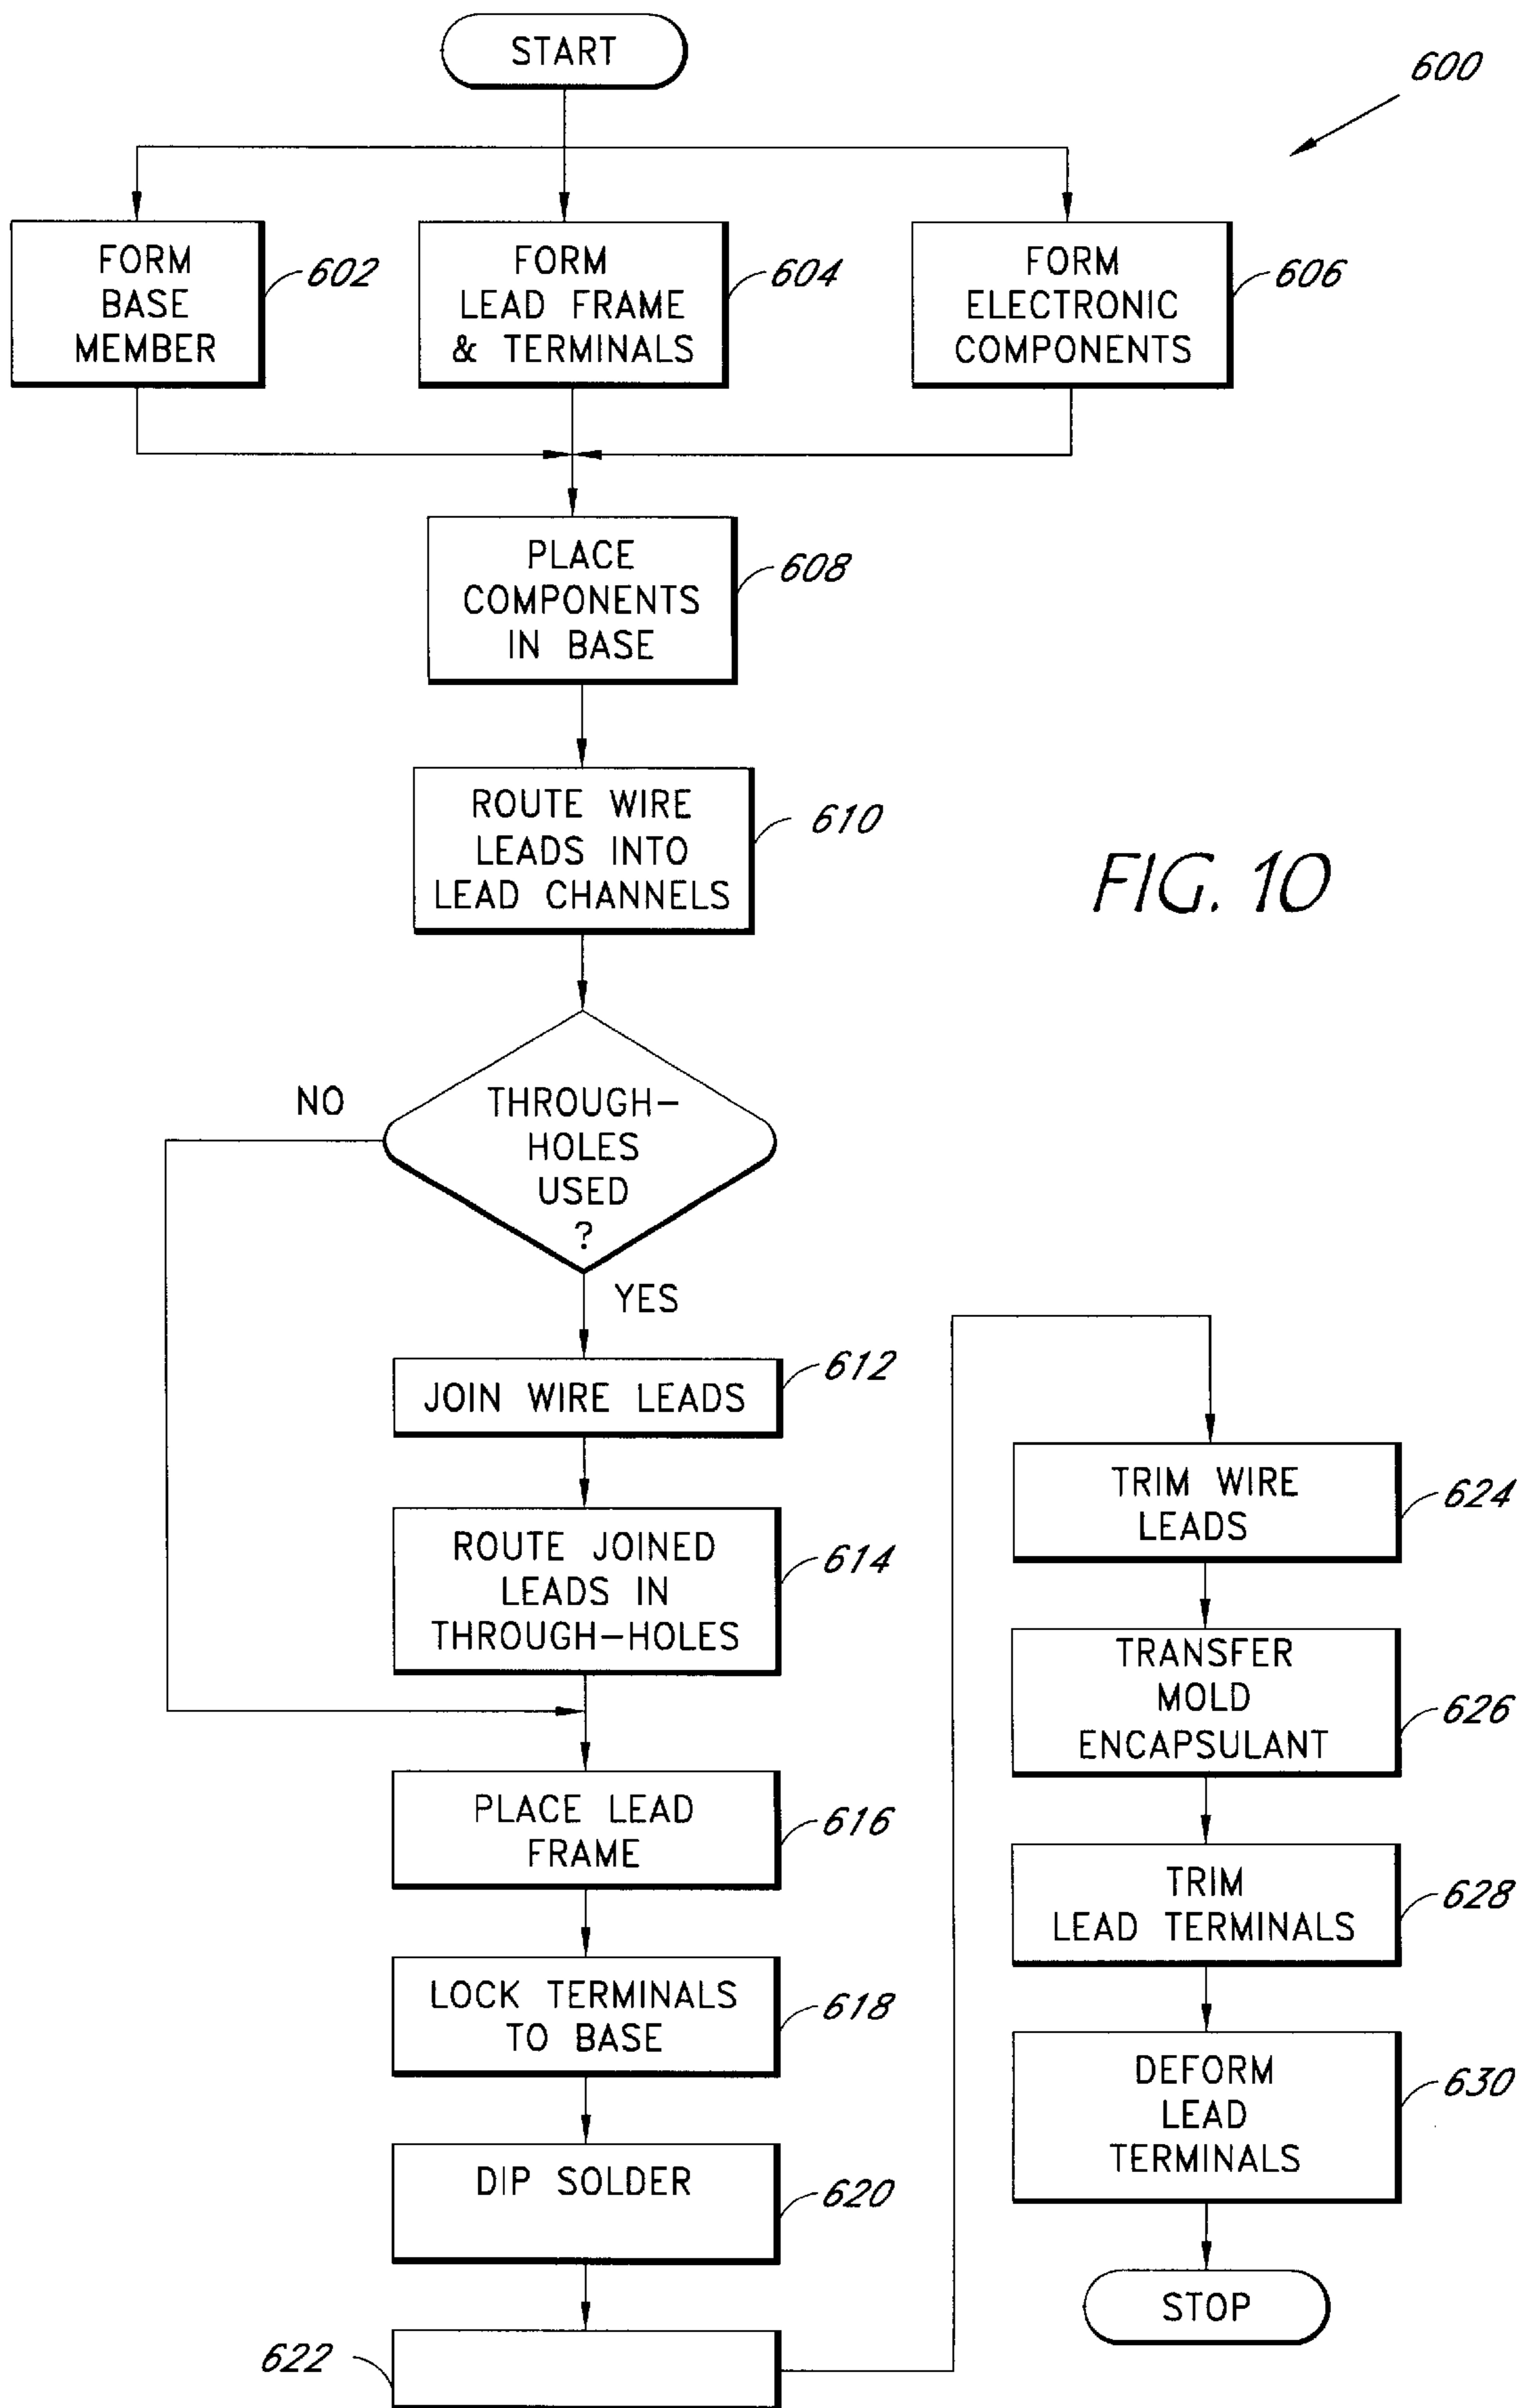 START
600
FORM
BASE
MEMBER
602
FORM
LEAD FRAME
& TERMINALS
604
FORM
ELECTRONIC
COMPONENTS
606
PLACE
COMPONENTS
IN BASE
608
ROUTE WIRE
LEADS INTO
LEAD CHANNELS
610
FIG. 10
THROUGH-
HOLES
USED
?
NO
YES
JOIN WIRE LEADS
612
ROUTE JOINED
LEADS IN
THROUGH-HOLES
614
PLACE LEAD
FRAME
616
LOCK TERMINALS
TO BASE
618
DIP SOLDER
620
622
TRIM WIRE
LEADS
624
TRANSFER
MOLD
ENCAPSULANT
626
TRIM
LEAD TERMINALS
628
DEFORM
LEAD
TERMINALS
630
STOP